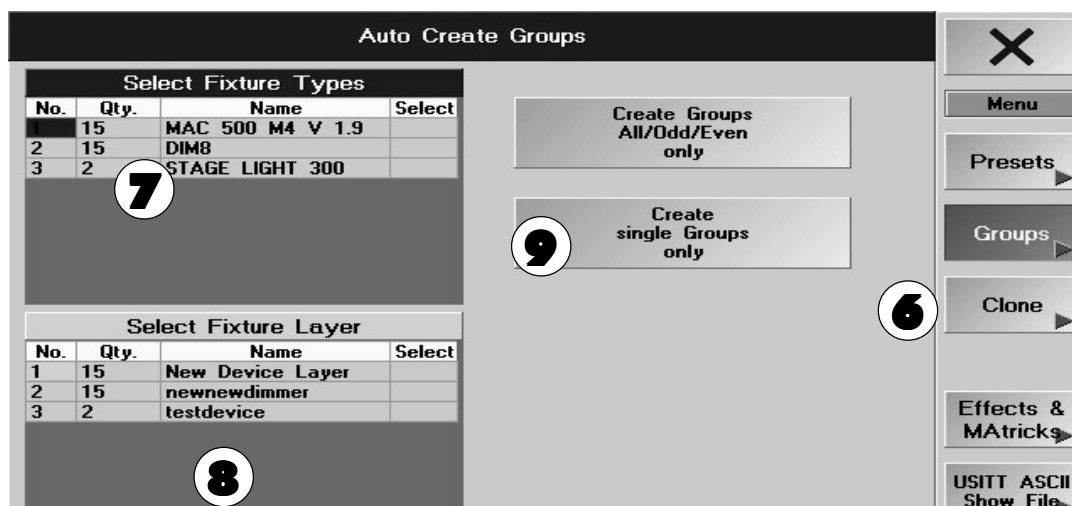 Auto Create Groups
Select Fixture Types
No. Qty. Name Select
1 15 MAC 500 M4 V 1.9
2 15 DIM8
3 2 STAGE LIGHT 300
7
Select Fixture Layer
No. Qty. Name Select
1 15 New Device Layer
2 15 newnewdimmer
3 2 testdevice
8
Create Groups
All/Odd/Even
only
Create
single Groups
only
9
Menu
Presets
Groups
6
Clone
Effects &
MAtricks
USITT ASCII
Show File